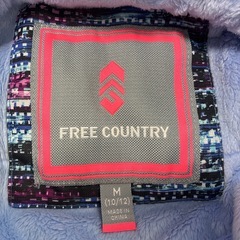 FREE COUNTRY
M
(10/12)
MADE IN
CHINA